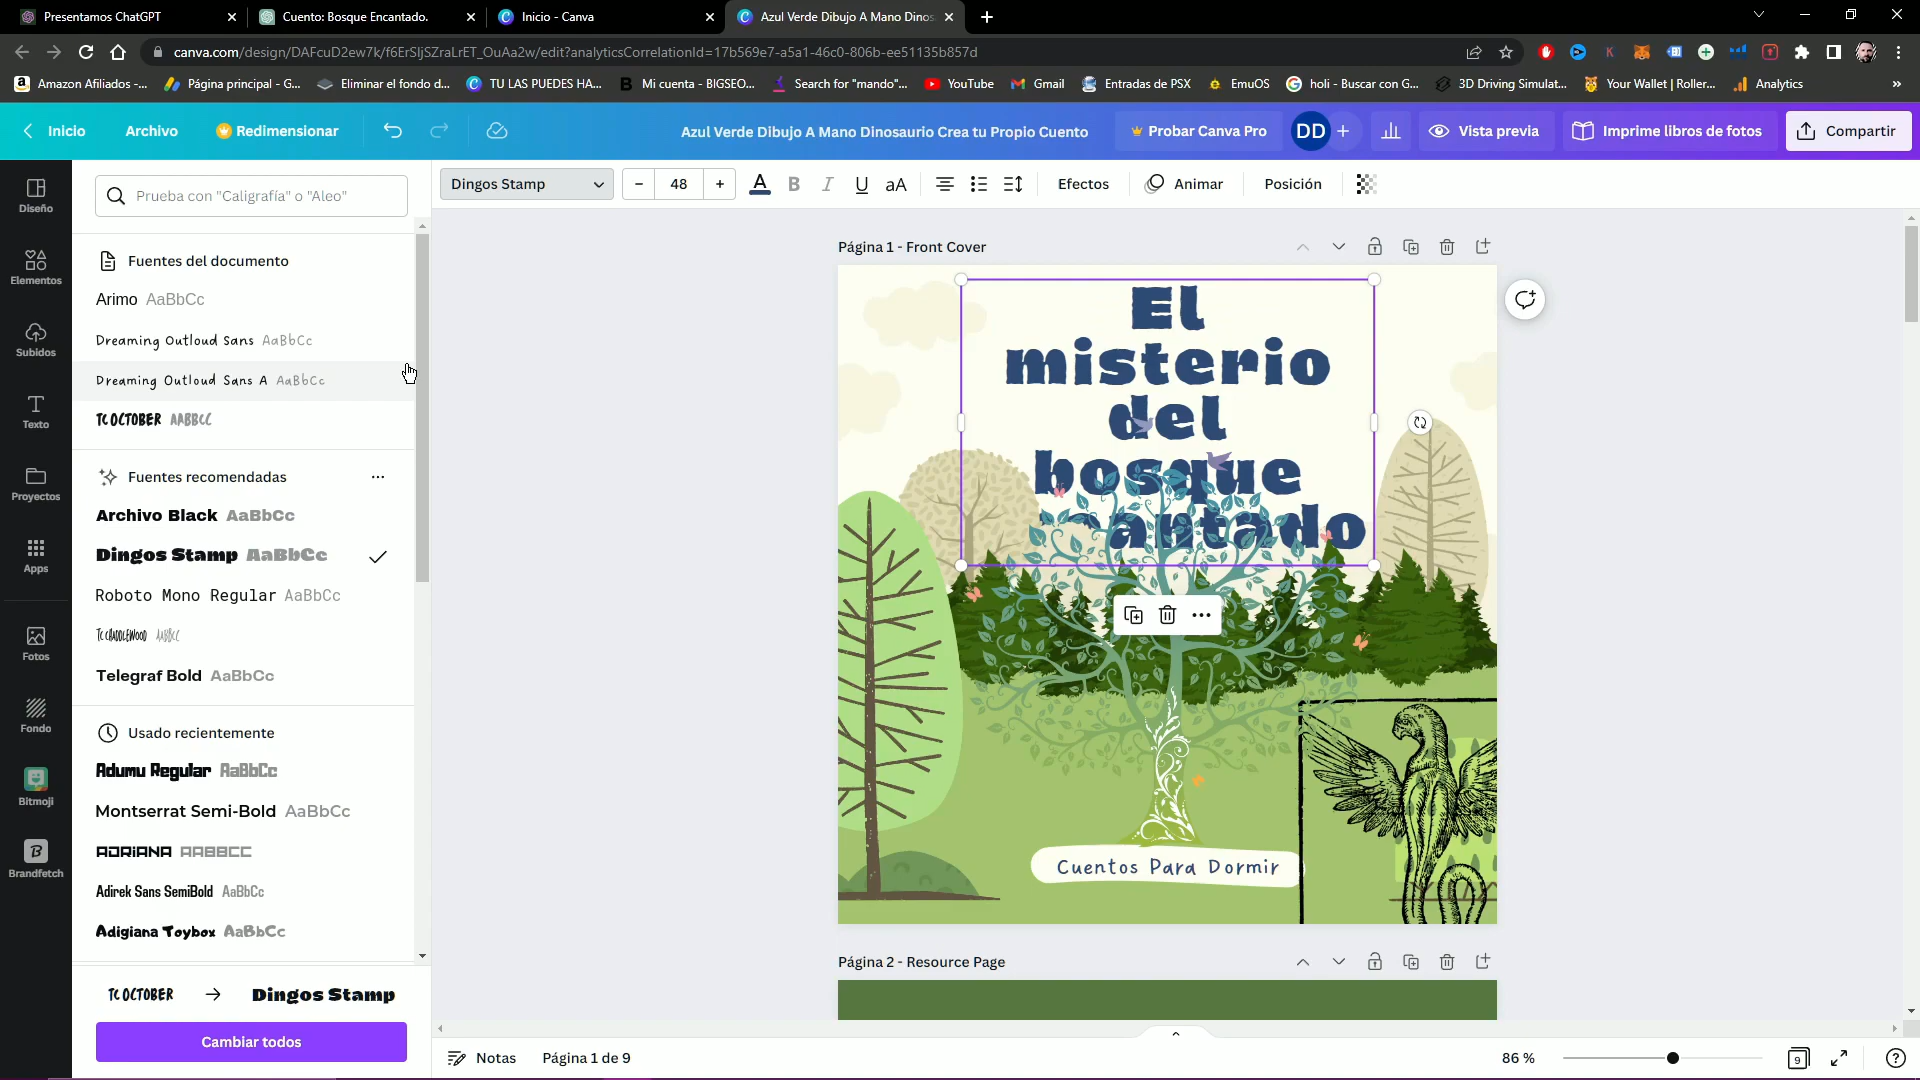 Presentamos ChatGPT
Cuento: Bosque Encantado.
Inicio - Canva
Azul Verde Dibujo A Mano Dinos
canva.com/design/DAFcuD2ew7k/f6ErSIjSZraLrET_OuAa2w/edit?analyticsCorrelationId=17b569e7-a5a1-46c0-806b-ee51135b857d
Amazon Afiliados -...
Página principal - G...
Eliminar el fondo d...
TU LAS PUEDES HA...
Mi cuenta - BIGSEO...
Search for "mando"...
YouTube
Gmail
Entradas de PSX
EmuOS
holi - Buscar con G...
3D Driving Simulat...
Your Wallet | Roller...
Analytics
»
Inicio
Archivo
Redimensionar
Azul Verde Dibujo A Mano Dinosaurio Crea tu Propio Cuento
Probar Canva Pro
DD
+
Vista previa
Imprime libros de fotos
Compartir
Diseño
Elementos
Subidos
Texto
Proyectos
Apps
Fotos
Fondo
Bitmoji
Brandfetch
Prueba con "Caligrafía" o "Aleo"
Fuentes del documento
Arimo AaBbCc
Dreaming Outloud Sans AaBbCc
Dreaming Outloud Sans A AaBbCc
TC OCTOBER AABBCC
Fuentes recomendadas
Archivo Black AaBbCc
Dingos Stamp AaBbCc
Roboto Mono Regular AaBbCc
Telegraf Bold AaBbCc
Usado recientemente
Adumu Regular AaBbCc
Montserrat Semi-Bold AaBbCc
ADRIANA AABBCC
Adirek Sans SemiBold AaBbCc
Adigiana Toybox AaBbCc
TC OCTOBER → Dingos Stamp
Cambiar todos
Dingos Stamp
– 48 +
A B I U aA
Efectos
Animar
Posición
Página 1 - Front Cover
El
misterio
del
bosque
Cuentos Para Dormir
Página 2 - Resource Page
Notas
Página 1 de 9
86 %
9